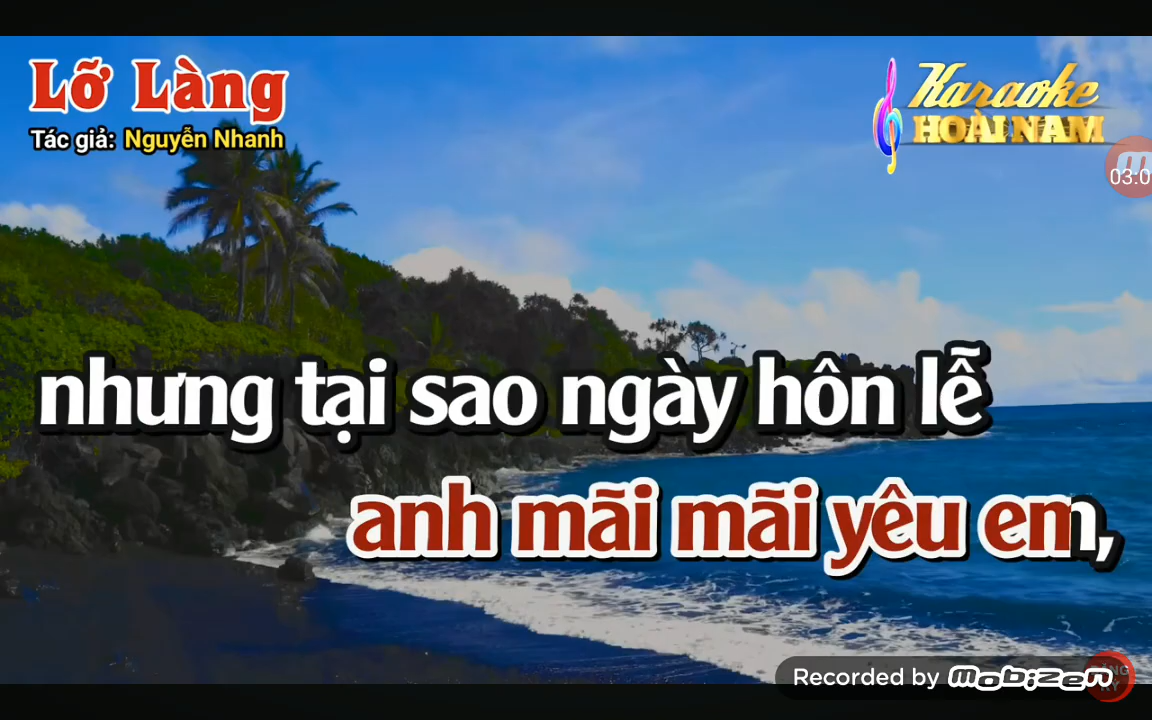 Lỡ Làng
Tác giả: Nguyễn Nhanh
Karaoke
HOÀI NAM
03:0
nhưng tại sao ngày hôn lễ
anh mãi mãi yêu em,
Recorded by mobizen